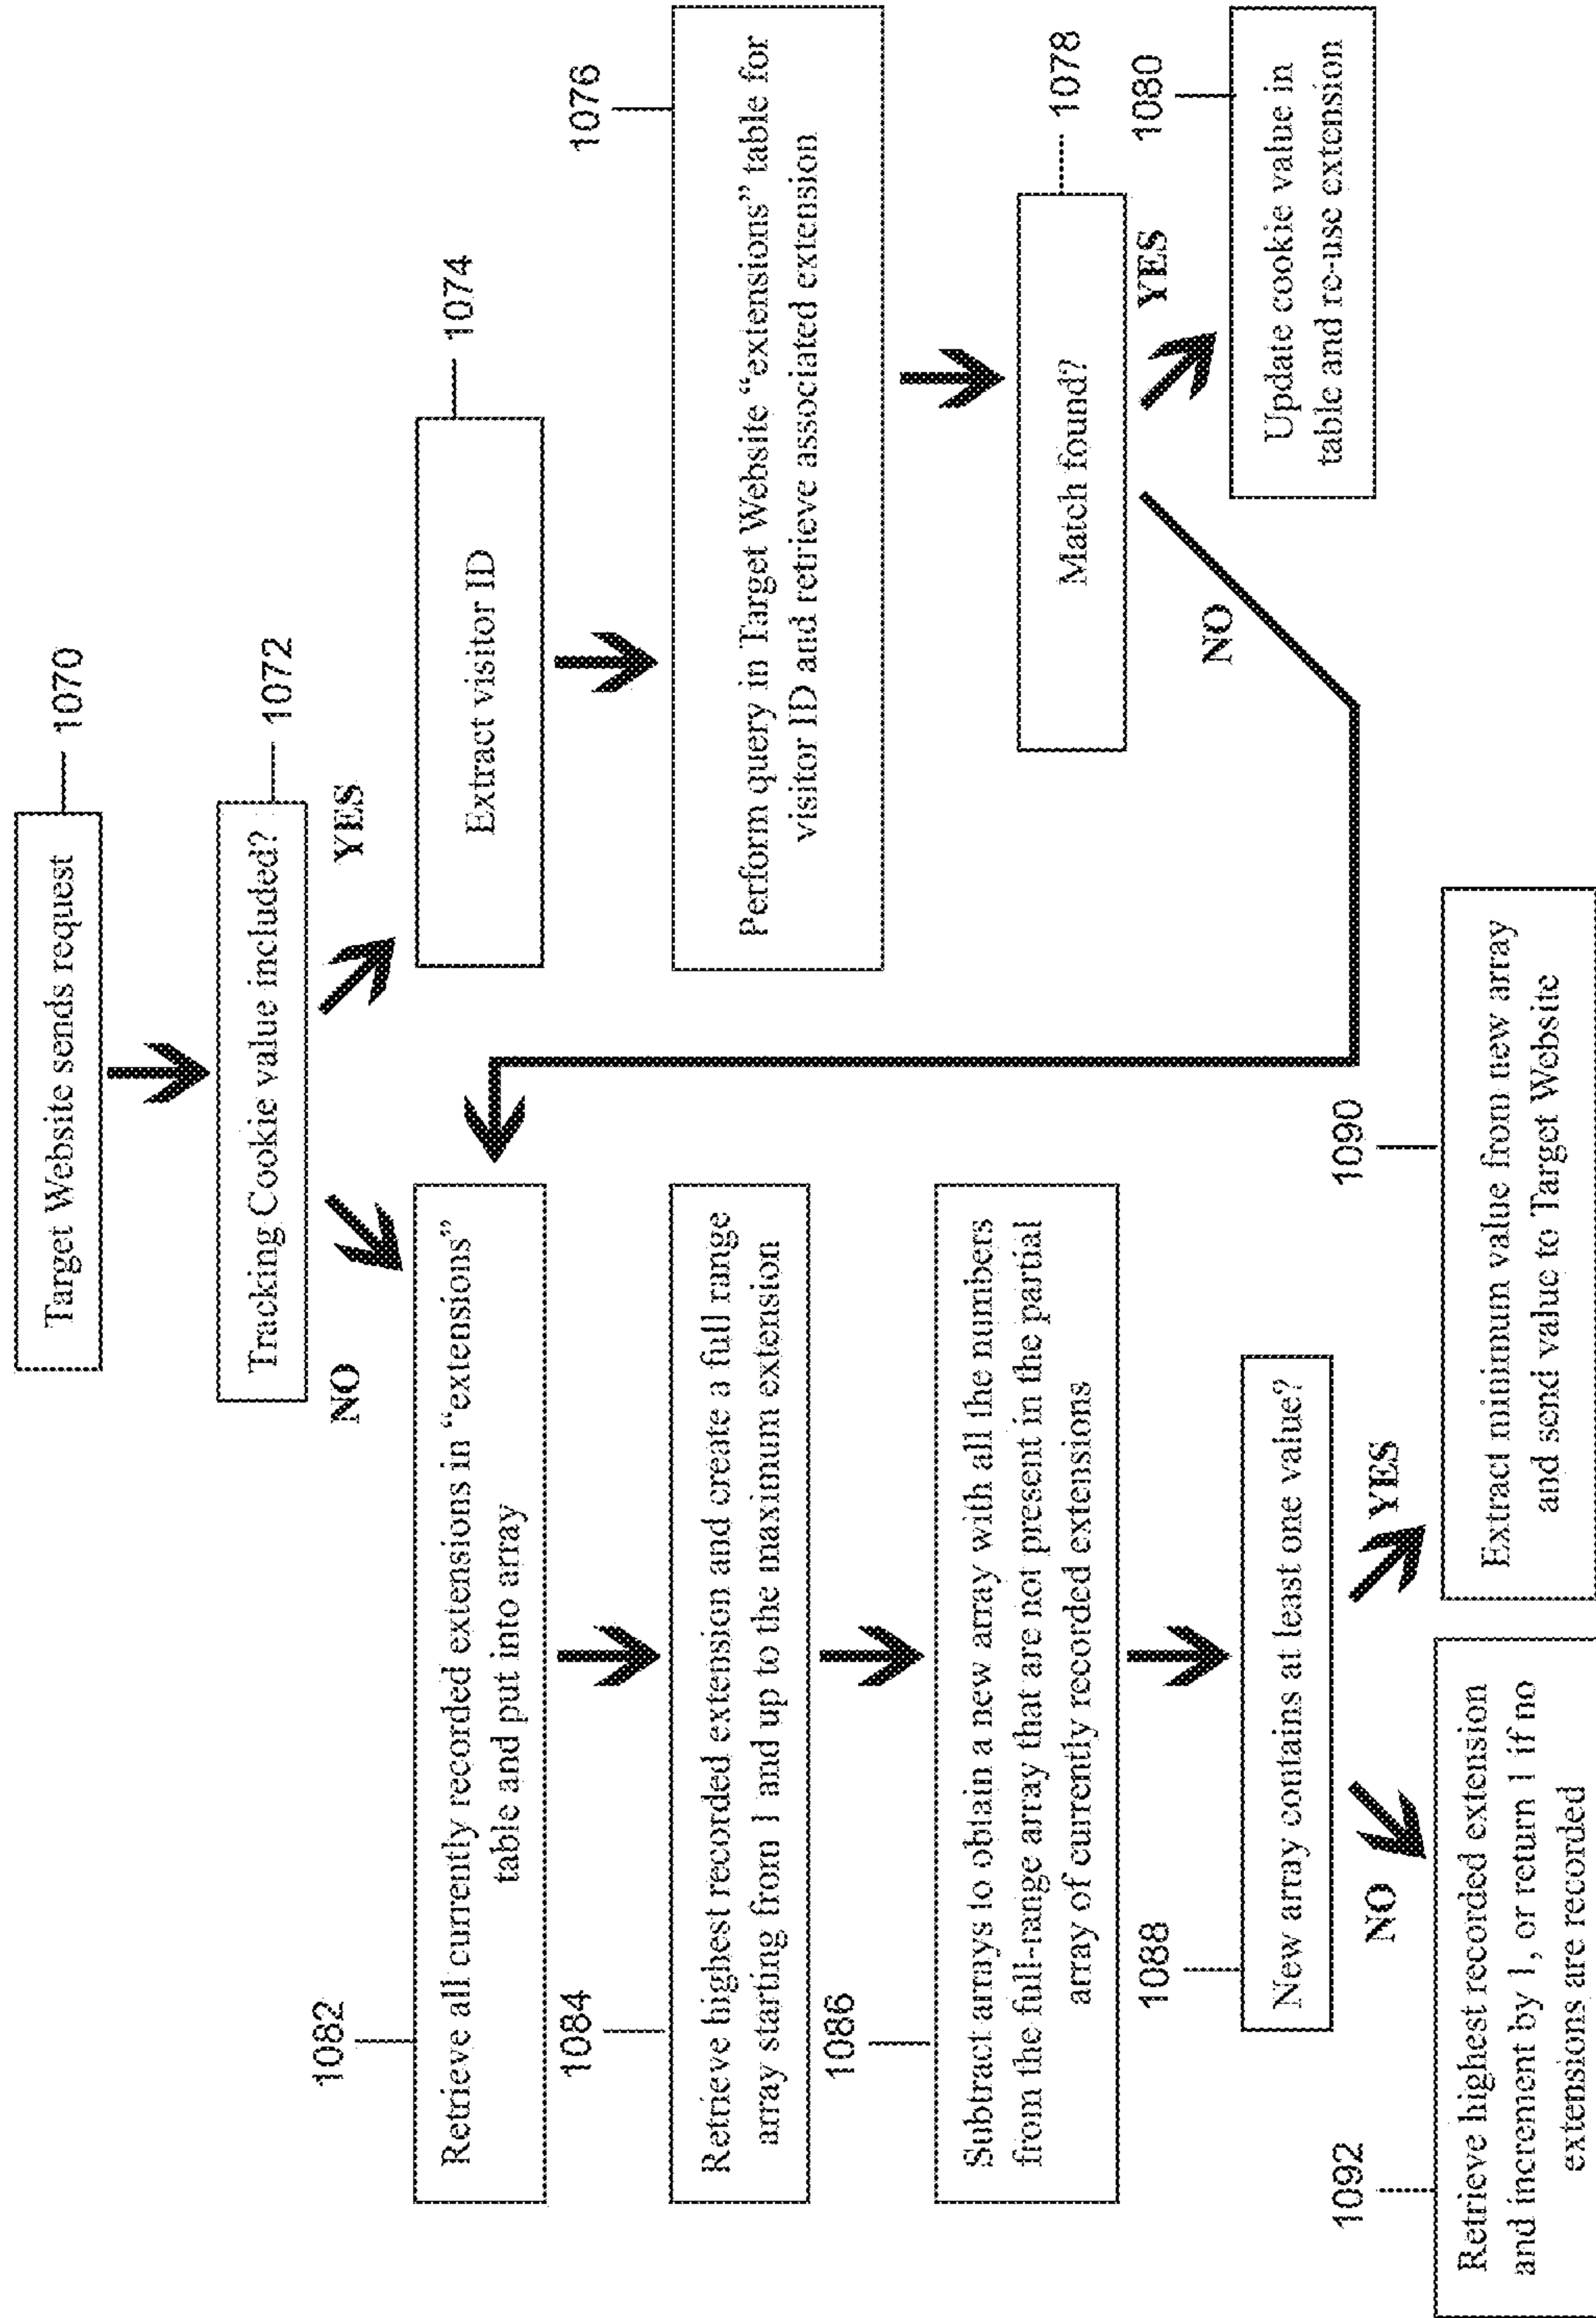 Target Website sends request
1070
Tracking Cookie value included?
1072
NO
YES
Extract visitor ID
1074
1076
Perform query in Target Website “extensions” table for
visitor ID and retrieve associated extension
Match found?
1078
YES
NO
1080
Update cookie value in
table and re-use extension
1082
Retrieve all currently recorded extensions in “extensions”
table and put into array
1084
Retrieve highest recorded extension and create a full range
array starting from 1 and up to the maximum extension
1086
Subtract arrays to obtain a new array with all the numbers
from the full-range array that are not present in the partial
array of currently recorded extensions
1088
New array contains at least one value?
NO
YES
1090
Extract minimum value from new array
and send value to Target Website
1092
Retrieve highest recorded extension
and increment by 1, or return 1 if no
extensions are recorded